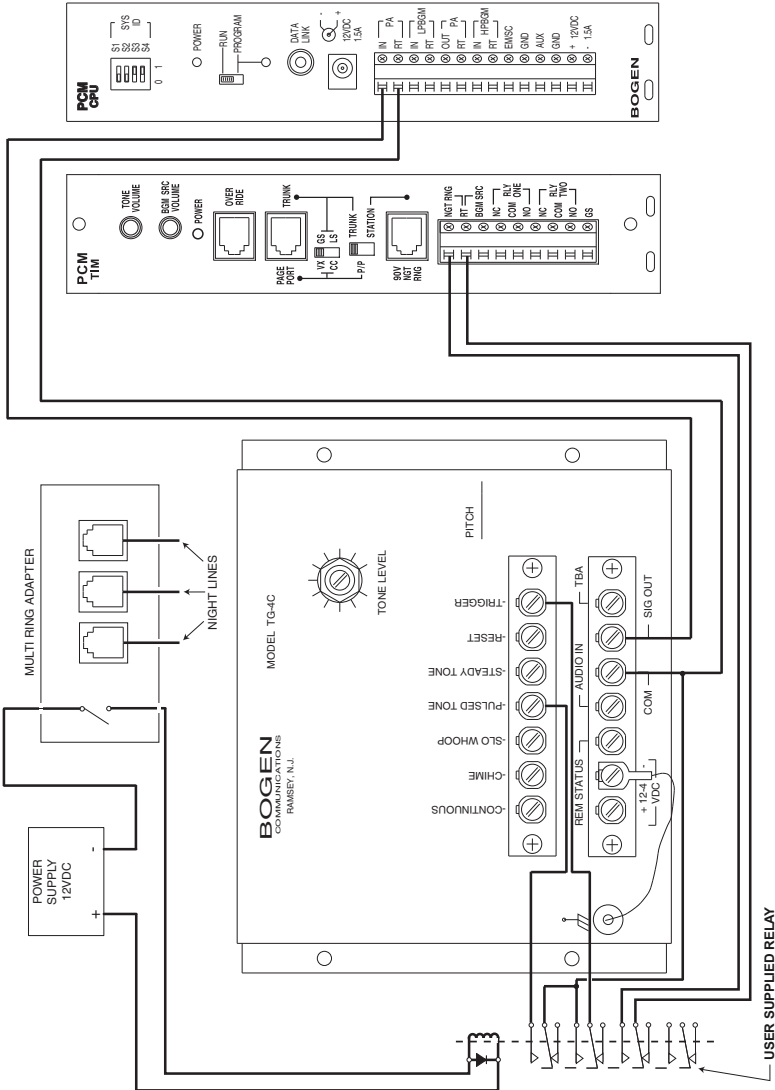 MULTI RING ADAPTER
NIGHT LINES
POWER
SUPPLY
12VDC
+
-
MODEL TG-4C
BOGEN
COMMUNICATIONS
RAMSEY, N.J.
TONE LEVEL
PITCH
-CONTINUOUS
-CHIME
-SLO WHOOP
-PULSED TONE
-STEADY TONE
-RESET
-TRIGGER
REM STATUS
AUDIO IN
TBA
+ 12-4 -
VDC
COM
SIG OUT
USER SUPPLIED RELAY
PCM
TIM
TONE
VOLUME
BGM SRC
VOLUME
POWER
OVER
RIDE
PAGE
PORT
TRUNK
VX
CC
GS
LS
P/P
TRUNK
STATION
90V
NGT
RNG
NGT RNG
RT
BGM SRC
NC
COM
NO
RLY
ONE
NC
COM
NO
RLY
TWO
GS
PCM
CPU
S1
S2
S3
S4
SYS
ID
0 1
POWER
RUN
PROGRAM
DATA
LINK
- +
12VDC
1.5A
IN
RT
PA
IN
RT
LPBGM
OUT
RT
PA
IN
RT
HPBGM
EMSC
GND
AUX
GND
+ 12VDC
- 1.5A
BOGEN